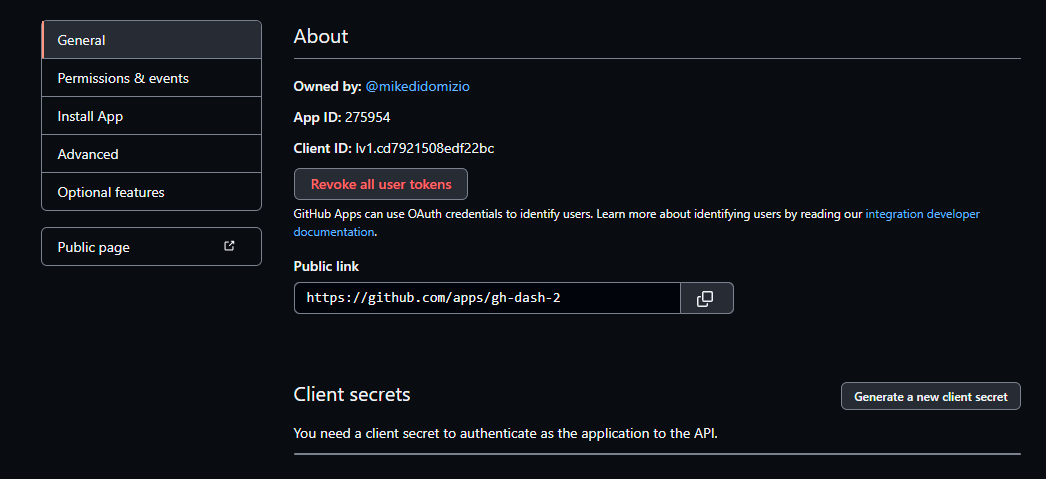 General
Permissions & events
Install App
Advanced
Optional features
Public page
About
Owned by: @mikedidomizio
App ID: 275954
Client ID: Iv1.cd7921508edf22bc
Revoke all user tokens
GitHub Apps can use OAuth credentials to identify users. Learn more about identifying users by reading our integration developer
documentation.
Public link
https://github.com/apps/gh-dash-2
Client secrets
Generate a new client secret
You need a client secret to authenticate as the application to the API.